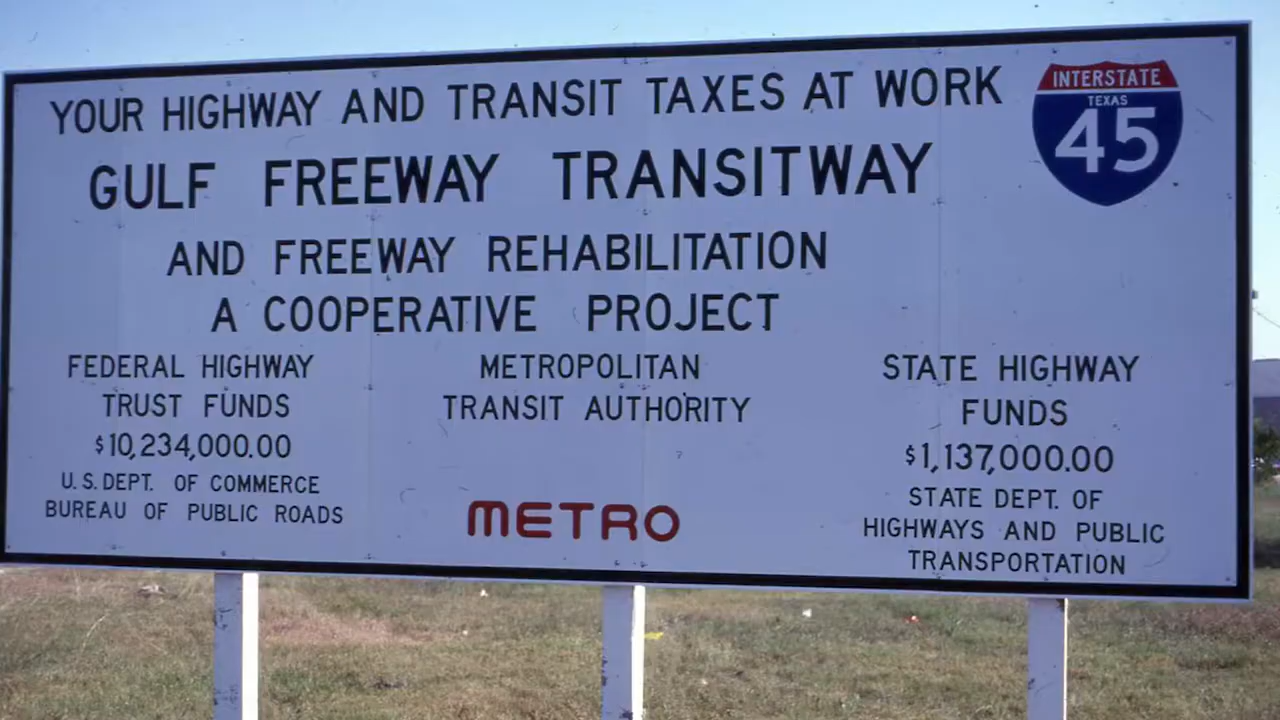 YOUR HIGHWAY AND TRANSIT TAXES AT WORK
INTERSTATE
TEXAS
45
GULF FREEWAY TRANSITWAY
AND FREEWAY REHABILITATION
A COOPERATIVE PROJECT
FEDERAL HIGHWAY
TRUST FUNDS
$10,234,000.00
U.S. DEPT. OF COMMERCE
BUREAU OF PUBLIC ROADS
METROPOLITAN
TRANSIT AUTHORITY
METRO
STATE HIGHWAY
FUNDS
$1,137,000.00
STATE DEPT. OF
HIGHWAYS AND PUBLIC
TRANSPORTATION